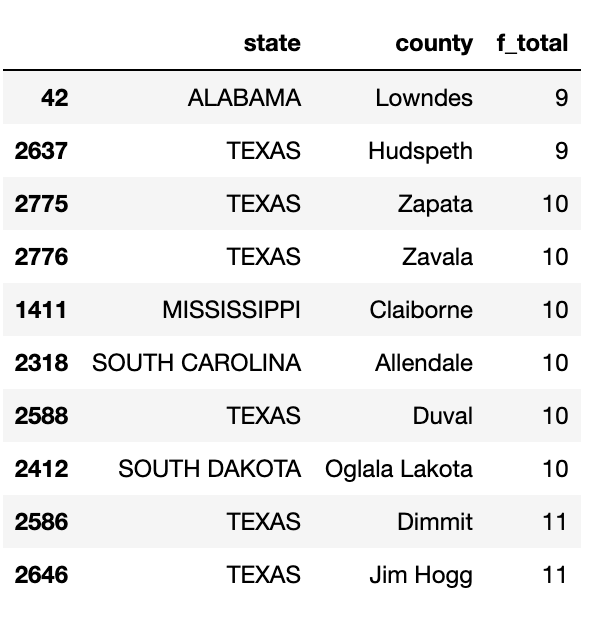 state county f_total
42 ALABAMA Lowndes 9
2637 TEXAS Hudspeth 9
2775 TEXAS Zapata 10
2776 TEXAS Zavala 10
1411 MISSISSIPPI Claiborne 10
2318 SOUTH CAROLINA Allendale 10
2588 TEXAS Duval 10
2412 SOUTH DAKOTA Oglala Lakota 10
2586 TEXAS Dimmit 11
2646 TEXAS Jim Hogg 11